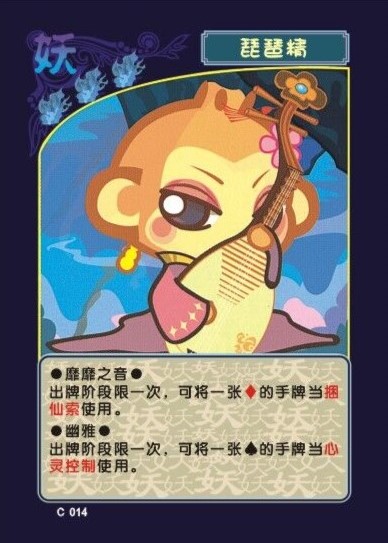 妖
琵琶精
●靡靡之音●
出牌阶段限一次，可将一张♦的手牌当捆
仙索使用。
●幽雅●
出牌阶段限一次，可将一张♠的手牌当心
灵控制使用。
C 014